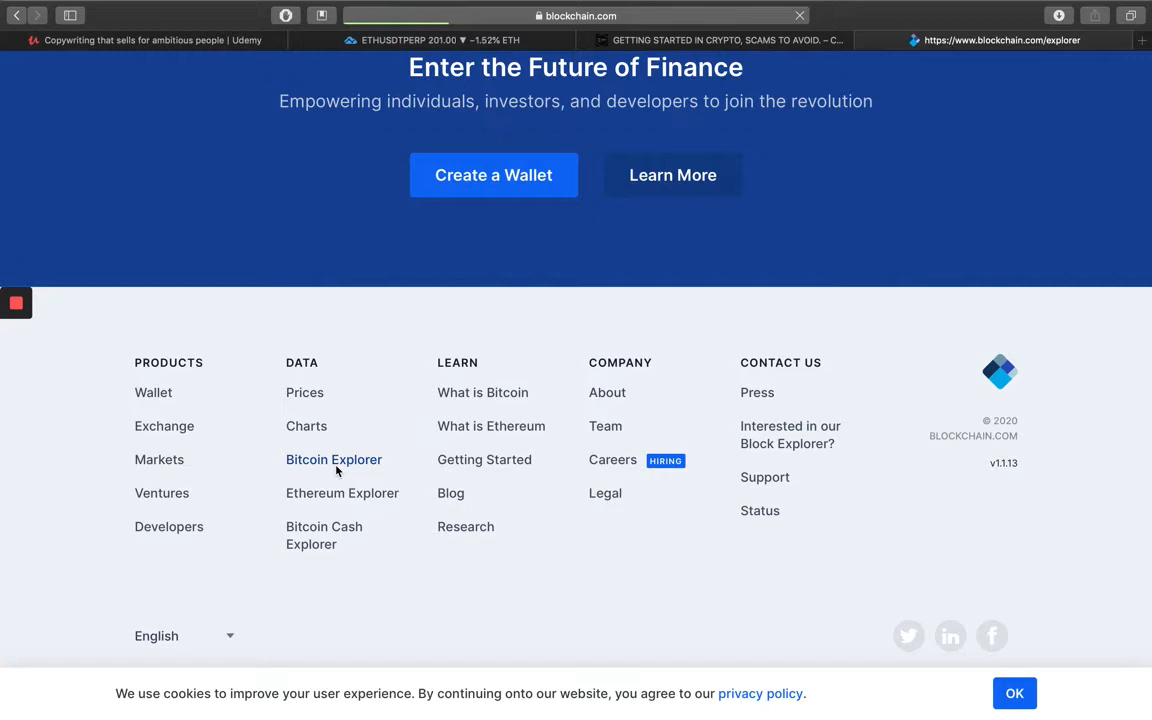 blockchain.com
Copywriting that sells for ambitious people | Udemy
ETHUSDTPERP 201.00 ▼ −1.52% ETH
GETTING STARTED IN CRYPTO, SCAMS TO AVOID. – C...
https://www.blockchain.com/explorer
Enter the Future of Finance
Empowering individuals, investors, and developers to join the revolution
Create a Wallet
Learn More
PRODUCTS
Wallet
Exchange
Markets
Ventures
Developers
DATA
Prices
Charts
Bitcoin Explorer
Ethereum Explorer
Bitcoin Cash
Explorer
LEARN
What is Bitcoin
What is Ethereum
Getting Started
Blog
Research
COMPANY
About
Team
Careers HIRING
Legal
CONTACT US
Press
Interested in our
Block Explorer?
Support
Status
© 2020
BLOCKCHAIN.COM
v1.1.13
English
We use cookies to improve your user experience. By continuing onto our website, you agree to our privacy policy.
OK